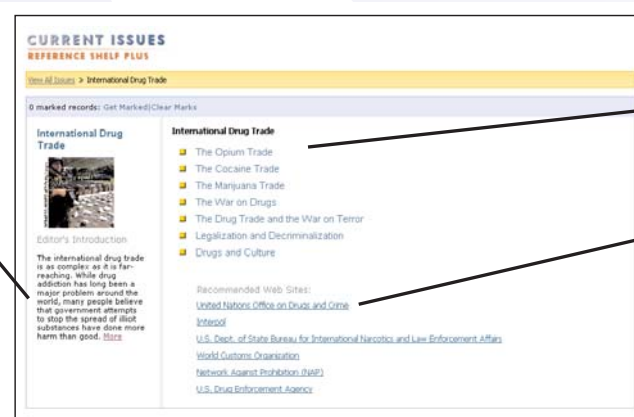 CURRENT ISSUES
REFERENCE SHELF PLUS
View All Issues > International Drug Trade
0 marked records: Get Marked|Clear Marks
International Drug
Trade
Editor's Introduction
The international drug trade
is as complex as it is far-
reaching. While drug
addiction has long been a
major problem around the
world, many people believe
that government attempts
to stop the spread of illicit
substances have done more
harm than good. More
International Drug Trade
The Opium Trade
The Cocaine Trade
The Marijuana Trade
The War on Drugs
The Drug Trade and the War on Terror
Legalization and Decriminalization
Drugs and Culture
Recommended Web Sites:
United Nations Office on Drugs and Crime
Interpol
U.S. Dept. of State Bureau for International Narcotics and Law Enforcement Affairs
World Customs Organization
Network Against Prohibition (NAP)
U.S. Drug Enforcement Agency